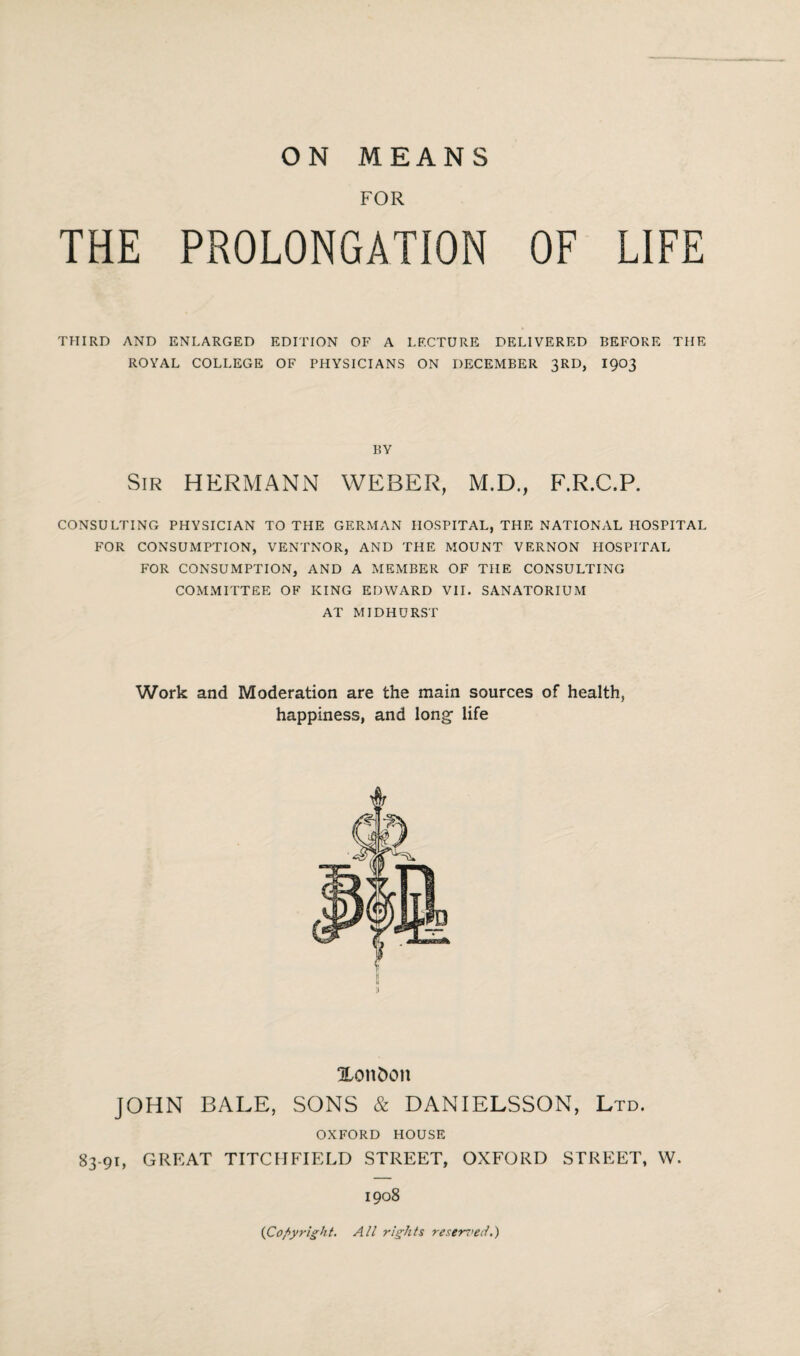 ON MEANS
FOR
THE PROLONGATION OF LIFE
THIRD AND ENLARGED EDITION OF A LECTURE DELIVERED BEFORE THE
ROYAL COLLEGE OF PHYSICIANS ON DECEMBER 3RD, 1903
BY
SIR HERMANN WEBER, M.D., F.R.C.P.
CONSULTING PHYSICIAN TO THE GERMAN HOSPITAL, THE NATIONAL HOSPITAL
FOR CONSUMPTION, VENTNOR, AND THE MOUNT VERNON HOSPITAL
FOR CONSUMPTION, AND A MEMBER OF THE CONSULTING
COMMITTEE OF KING EDWARD VII. SANATORIUM
AT MIDHURST
Work and Moderation are the main sources of health,
happiness, and long life
London
JOHN BALE, SONS & DANIELSSON, LTD.
OXFORD HOUSE
83-91, GREAT TITCHFIELD STREET, OXFORD STREET, W.
1908
(Copyright. All rights reserved.)